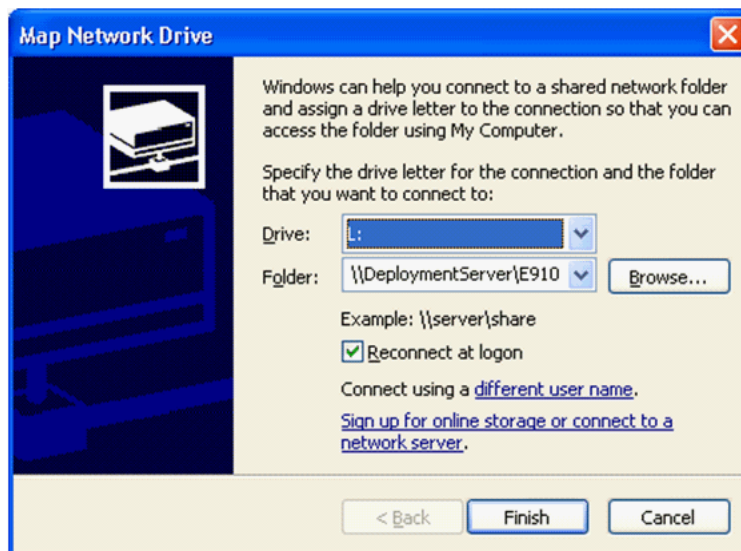 Map Network Drive
Windows can help you connect to a shared network folder
and assign a drive letter to the connection so that you can
access the folder using My Computer.
Specify the drive letter for the connection and the folder
that you want to connect to:
Drive: L:
Folder: \\DeploymentServer\E910 Browse...
Example: \\server\share
Reconnect at logon
Connect using a different user name.
Sign up for online storage or connect to a
network server.
< Back Finish Cancel